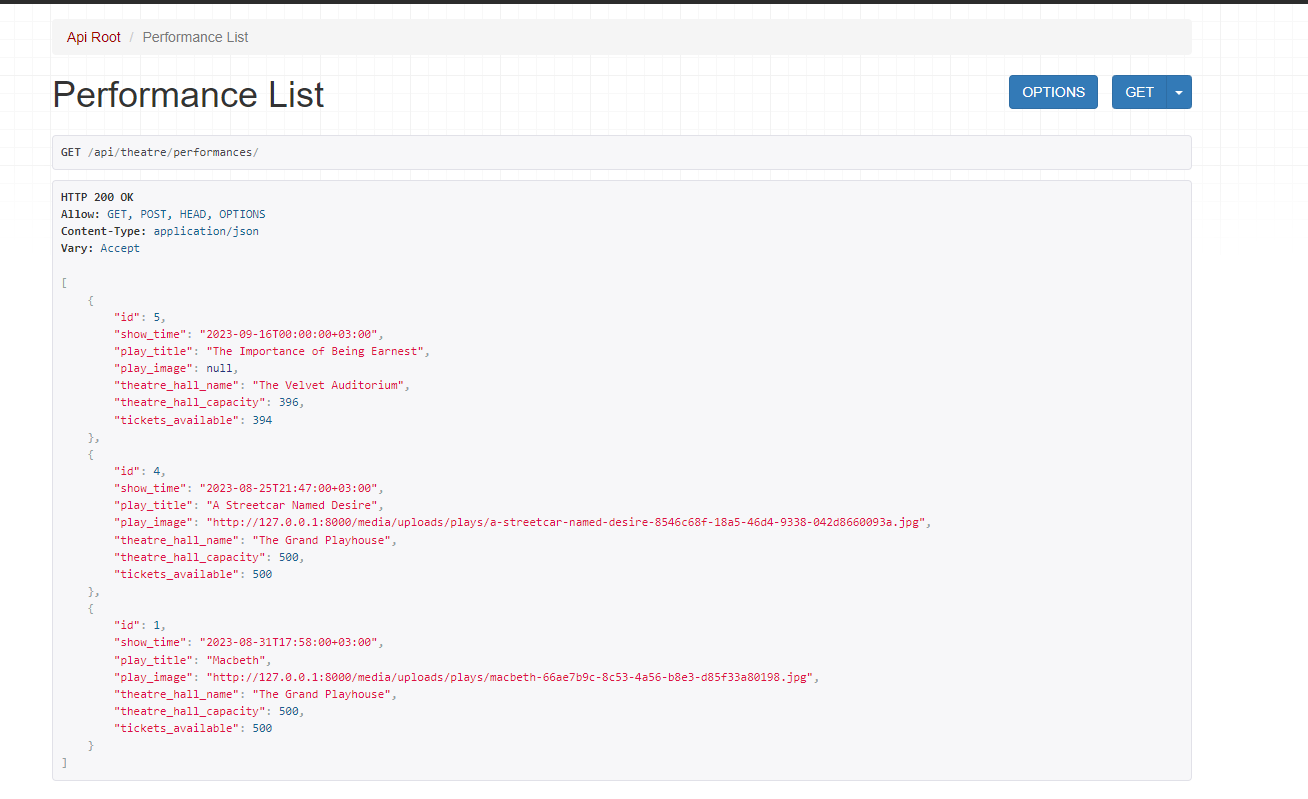 Api Root / Performance List
Performance List
OPTIONS
GET
GET /api/theatre/performances/
HTTP 200 OK
Allow: GET, POST, HEAD, OPTIONS
Content-Type: application/json
Vary: Accept
[
    {
        "id": 5,
        "show_time": "2023-09-16T00:00:00+03:00",
        "play_title": "The Importance of Being Earnest",
        "play_image": null,
        "theatre_hall_name": "The Velvet Auditorium",
        "theatre_hall_capacity": 396,
        "tickets_available": 394
    },
    {
        "id": 4,
        "show_time": "2023-08-25T21:47:00+03:00",
        "play_title": "A Streetcar Named Desire",
        "play_image": "http://127.0.0.1:8000/media/uploads/plays/a-streetcar-named-desire-8546c68f-18a5-46d4-9338-042d8660093a.jpg",
        "theatre_hall_name": "The Grand Playhouse",
        "theatre_hall_capacity": 500,
        "tickets_available": 500
    },
    {
        "id": 1,
        "show_time": "2023-08-31T17:58:00+03:00",
        "play_title": "Macbeth",
        "play_image": "http://127.0.0.1:8000/media/uploads/plays/macbeth-66ae7b9c-8c53-4a56-b8e3-d85f33a80198.jpg",
        "theatre_hall_name": "The Grand Playhouse",
        "theatre_hall_capacity": 500,
        "tickets_available": 500
    }
]